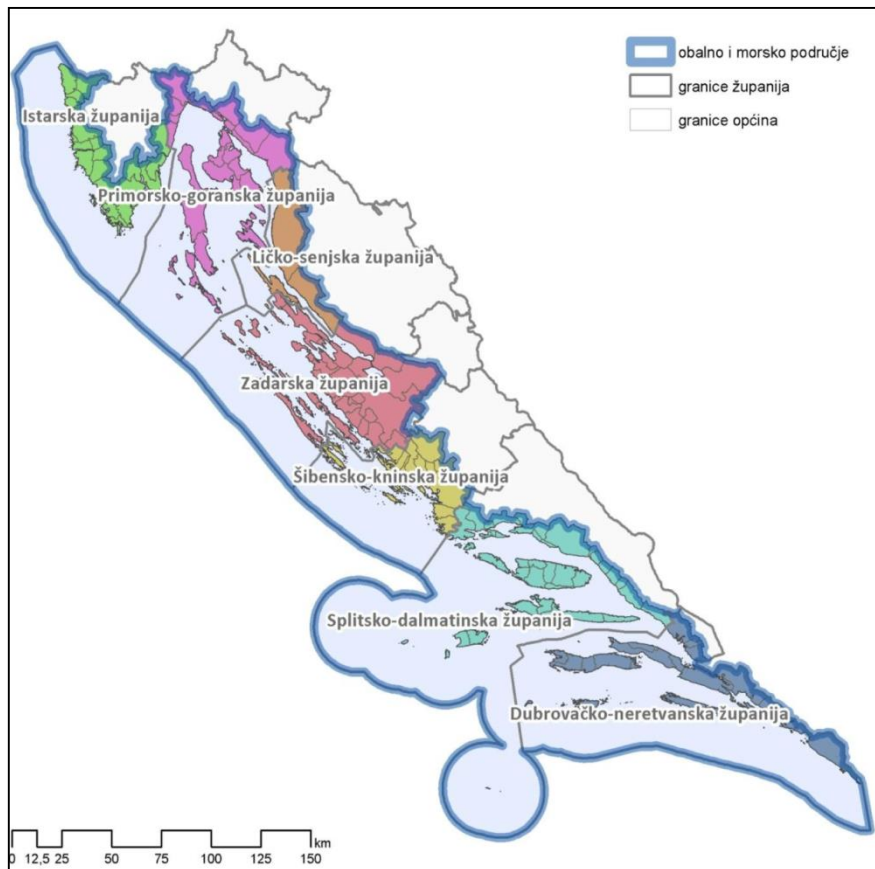 obalno i morsko područje
granice županija
granice općina
Istarska županija
Primorsko-goranska županija
Ličko-senjska županija
Zadarska županija
Šibensko-kninska županija
Splitsko-dalmatinska županija
Dubrovačko-neretvanska županija
km
0 12,5 25 50 75 100 125 150